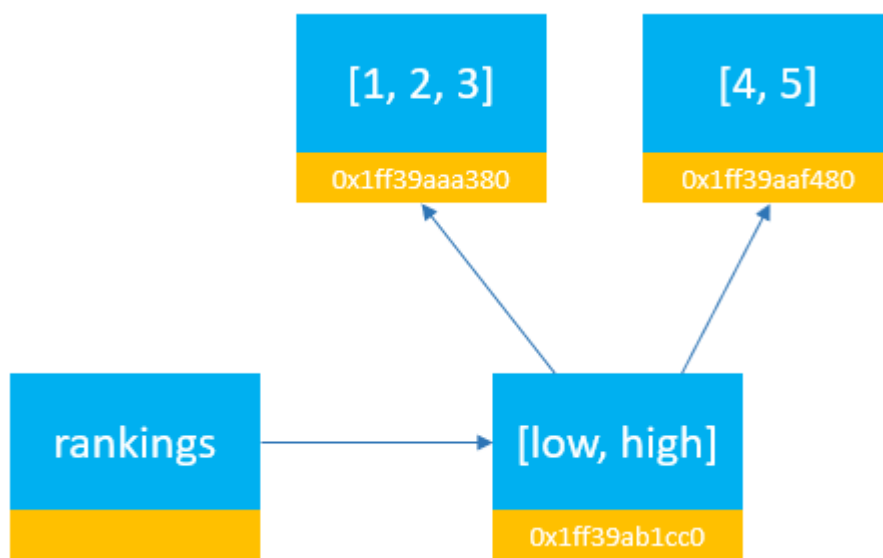 [1, 2, 3]
0x1ff39aaa380
[4, 5]
0x1ff39aaf480
rankings
[low, high]
0x1ff39ab1cc0